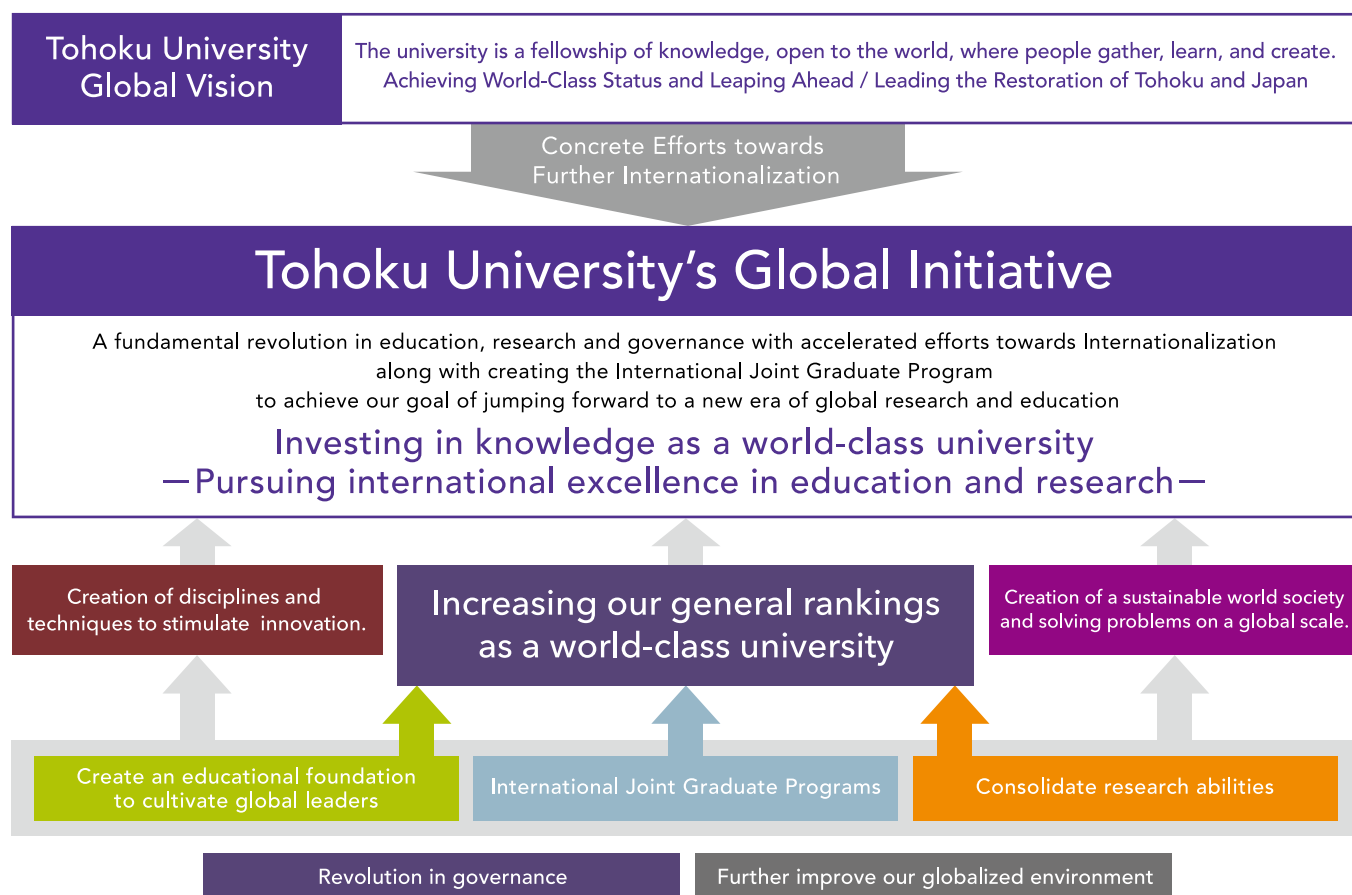 Tohoku University
Global Vision
The university is a fellowship of knowledge, open to the world, where people gather, learn, and create.
Achieving World-Class Status and Leaping Ahead / Leading the Restoration of Tohoku and Japan
Concrete Efforts towards
Further Internationalization
Tohoku University’s Global Initiative
A fundamental revolution in education, research and governance with accelerated efforts towards Internationalization
along with creating the International Joint Graduate Program
to achieve our goal of jumping forward to a new era of global research and education
Investing in knowledge as a world-class university
—Pursuing international excellence in education and research—
Creation of disciplines and
techniques to stimulate innovation.
Increasing our general rankings
as a world-class university
Creation of a sustainable world society
and solving problems on a global scale.
Create an educational foundation
to cultivate global leaders
International Joint Graduate Programs
Consolidate research abilities
Revolution in governance
Further improve our globalized environment